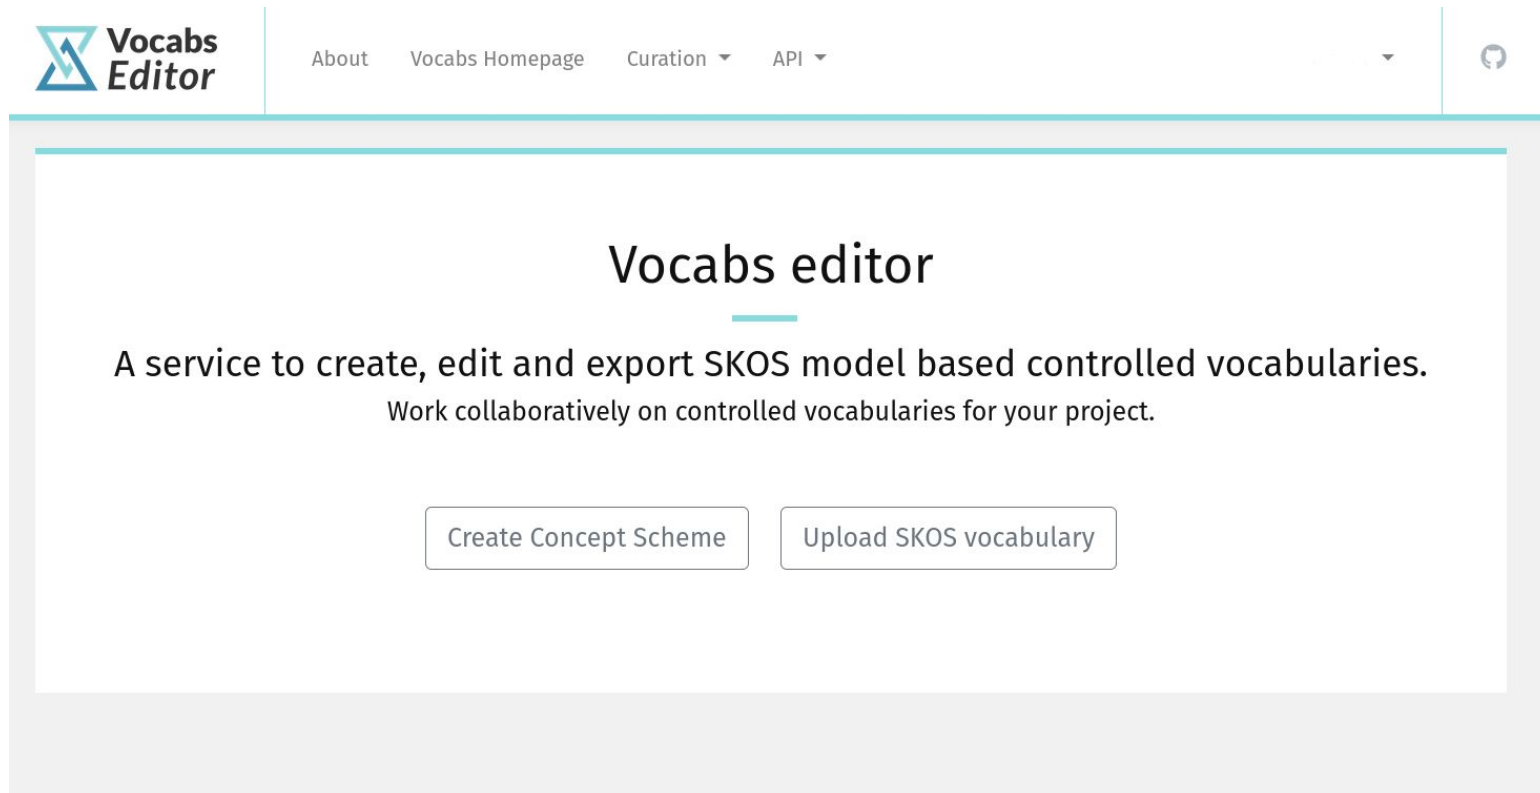 Vocabs
Editor
About Vocabs Homepage Curation API
Vocabs editor
A service to create, edit and export SKOS model based controlled vocabularies.
Work collaboratively on controlled vocabularies for your project.
Create Concept Scheme Upload SKOS vocabulary